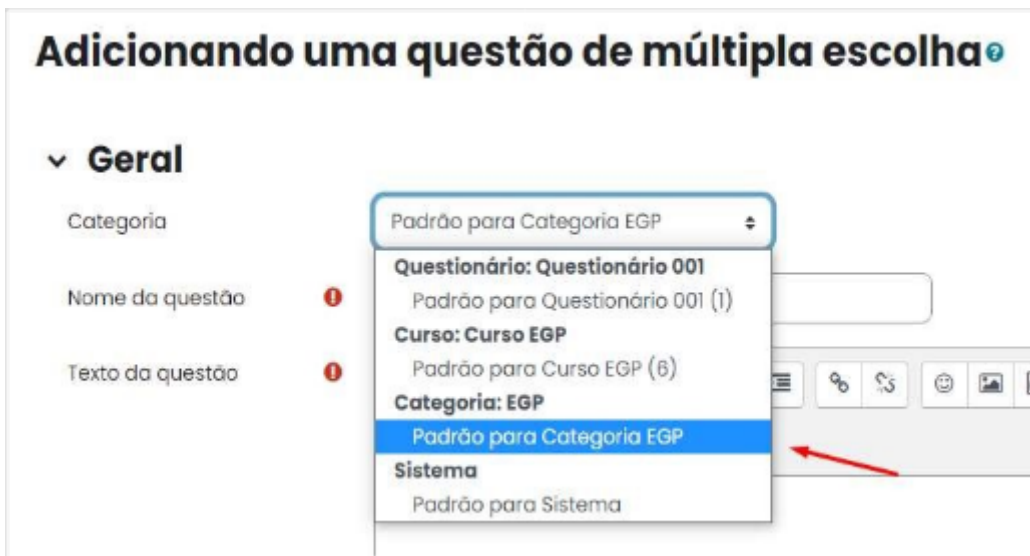 Adicionando uma questão de múltipla escolha
Geral
Categoria
Padrão para Categoria EGP
Questionário: Questionário 001
Padrão para Questionário 001 (1)
Curso: Curso EGP
Padrão para Curso EGP (6)
Categoria: EGP
Padrão para Categoria EGP
Sistema
Padrão para Sistema
Nome da questão
Texto da questão